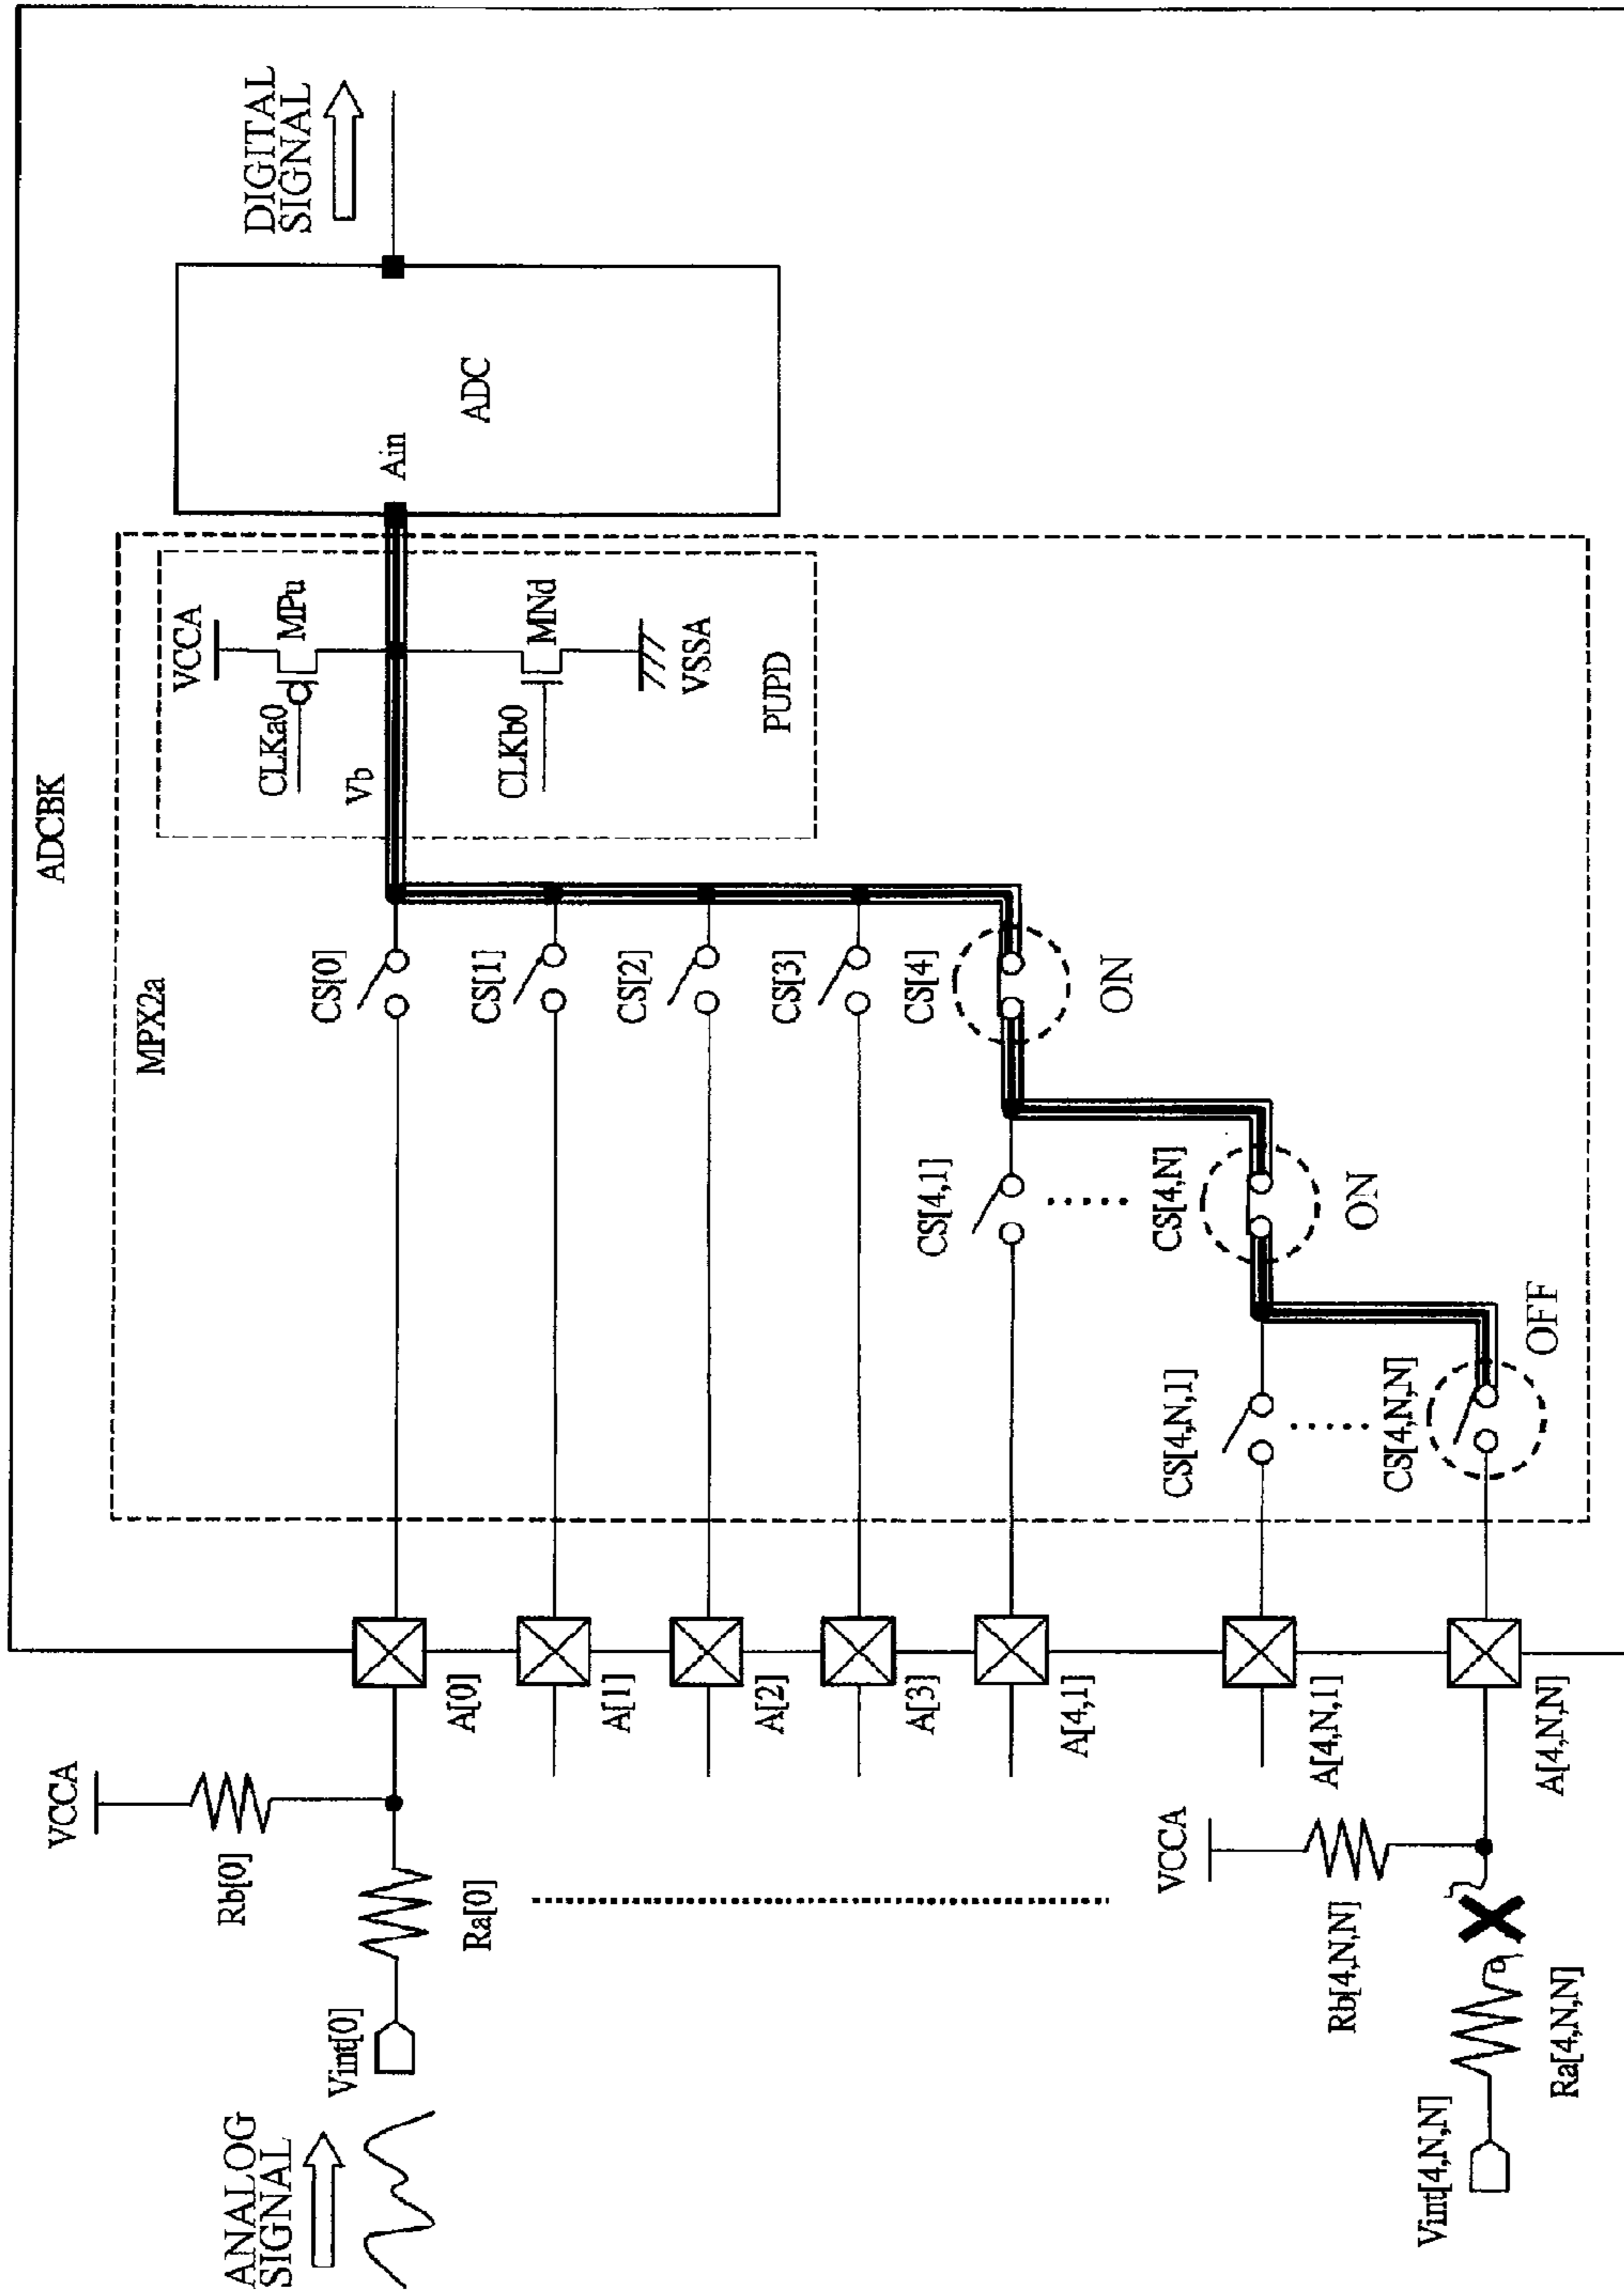 ADCBK
MPX2a
DIGITAL
SIGNAL
ADC
Ain
VCCA
MPu
CLKa0
Vb
MNd
CLKb0
VSSA
PUPD
CS[0]
CS[1]
CS[2]
CS[3]
CS[4]
ON
CS[4,1]
CS[4,N]
ON
CS[4,N,1]
CS[4,N,N]
OFF
A[0]
A[1]
A[2]
A[3]
A[4,1]
A[4,N,1]
A[4,N,N]
VCCA
Rb[0]
Ra[0]
Vint[0]
ANALOG
SIGNAL
VCCA
Rb[4,N,N]
Ra[4,N,N]
Vint[4,N,N]